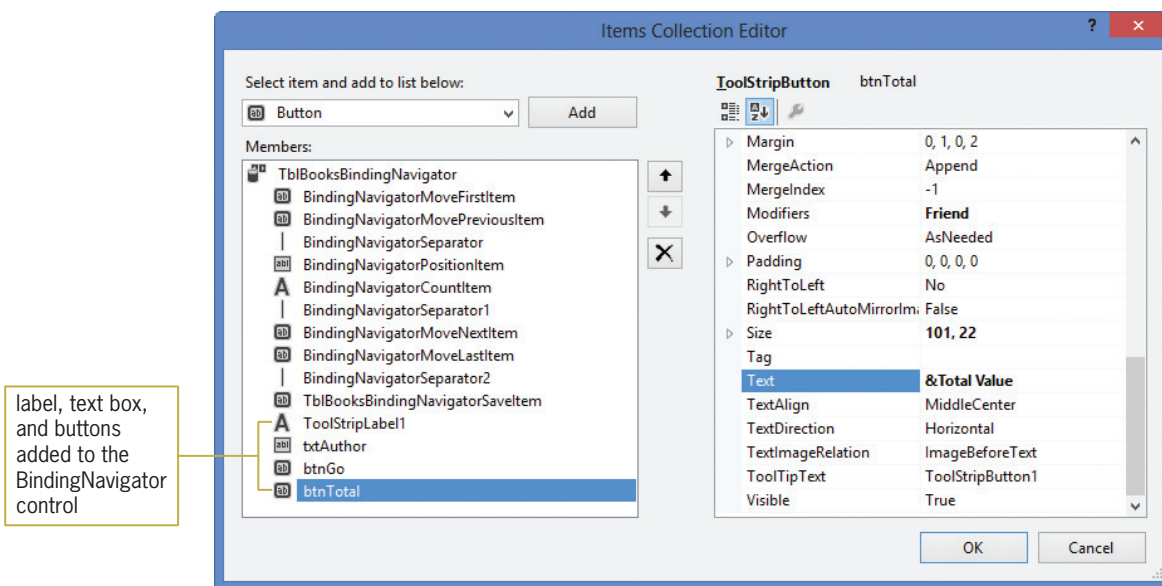 Items Collection Editor
?
×
Select item and add to list below:
Button
Add
Members:
TblBooksBindingNavigator
BindingNavigatorMoveFirstItem
BindingNavigatorMovePreviousItem
BindingNavigatorSeparator
BindingNavigatorPositionItem
BindingNavigatorCountItem
BindingNavigatorSeparator1
BindingNavigatorMoveNextItem
BindingNavigatorMoveLastItem
BindingNavigatorSeparator2
TblBooksBindingNavigatorSaveItem
ToolStripLabel1
txtAuthor
btnGo
btnTotal
label, text box,
and buttons
added to the
BindingNavigator
control
ToolStripButton btnTotal
Margin 0, 1, 0, 2
MergeAction Append
MergeIndex -1
Modifiers Friend
Overflow AsNeeded
Padding 0, 0, 0, 0
RightToLeft No
RightToLeftAutoMirrorIma False
Size 101, 22
Tag
Text &Total Value
TextAlign MiddleCenter
TextDirection Horizontal
TextImageRelation ImageBeforeText
ToolTipText ToolStripButton1
Visible True
OK
Cancel